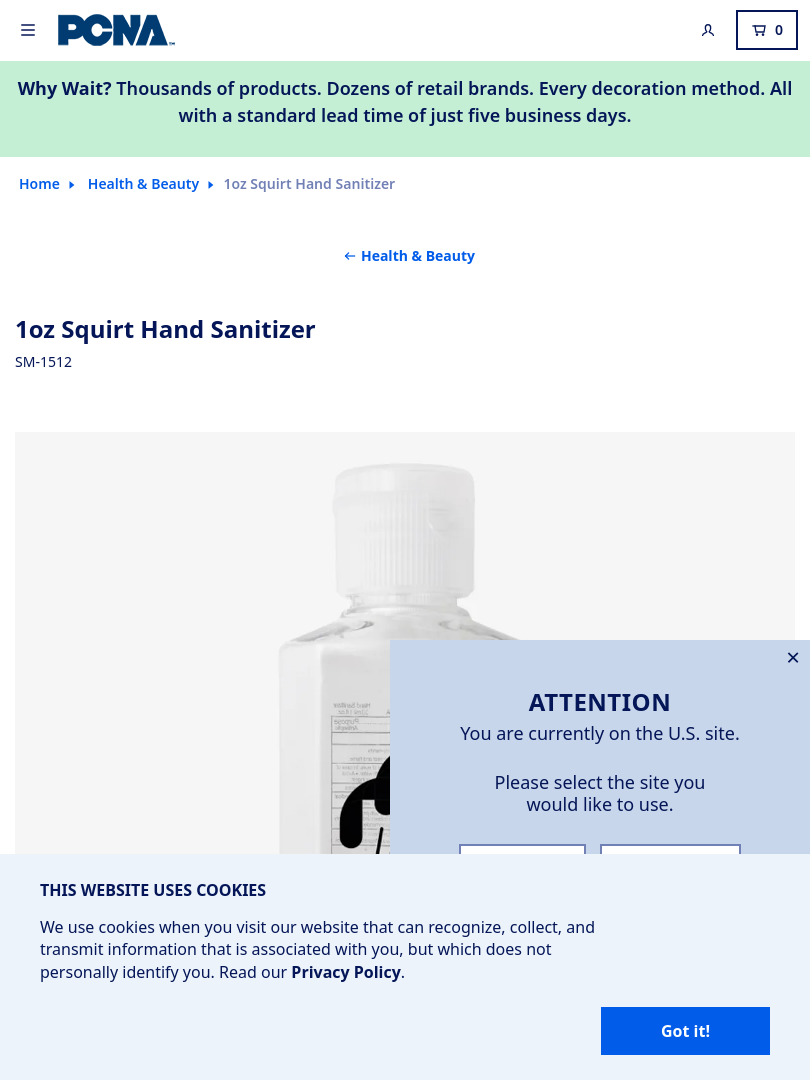 PCNA
0
Why Wait? Thousands of products. Dozens of retail brands. Every decoration method. All
with a standard lead time of just five business days.
Home
Health & Beauty
1oz Squirt Hand Sanitizer
Health & Beauty
1oz Squirt Hand Sanitizer
SM-1512
ATTENTION
You are currently on the U.S. site.
Please select the site you
would like to use.
THIS WEBSITE USES COOKIES
We use cookies when you visit our website that can recognize, collect, and
transmit information that is associated with you, but which does not
personally identify you. Read our Privacy Policy.
Got it!